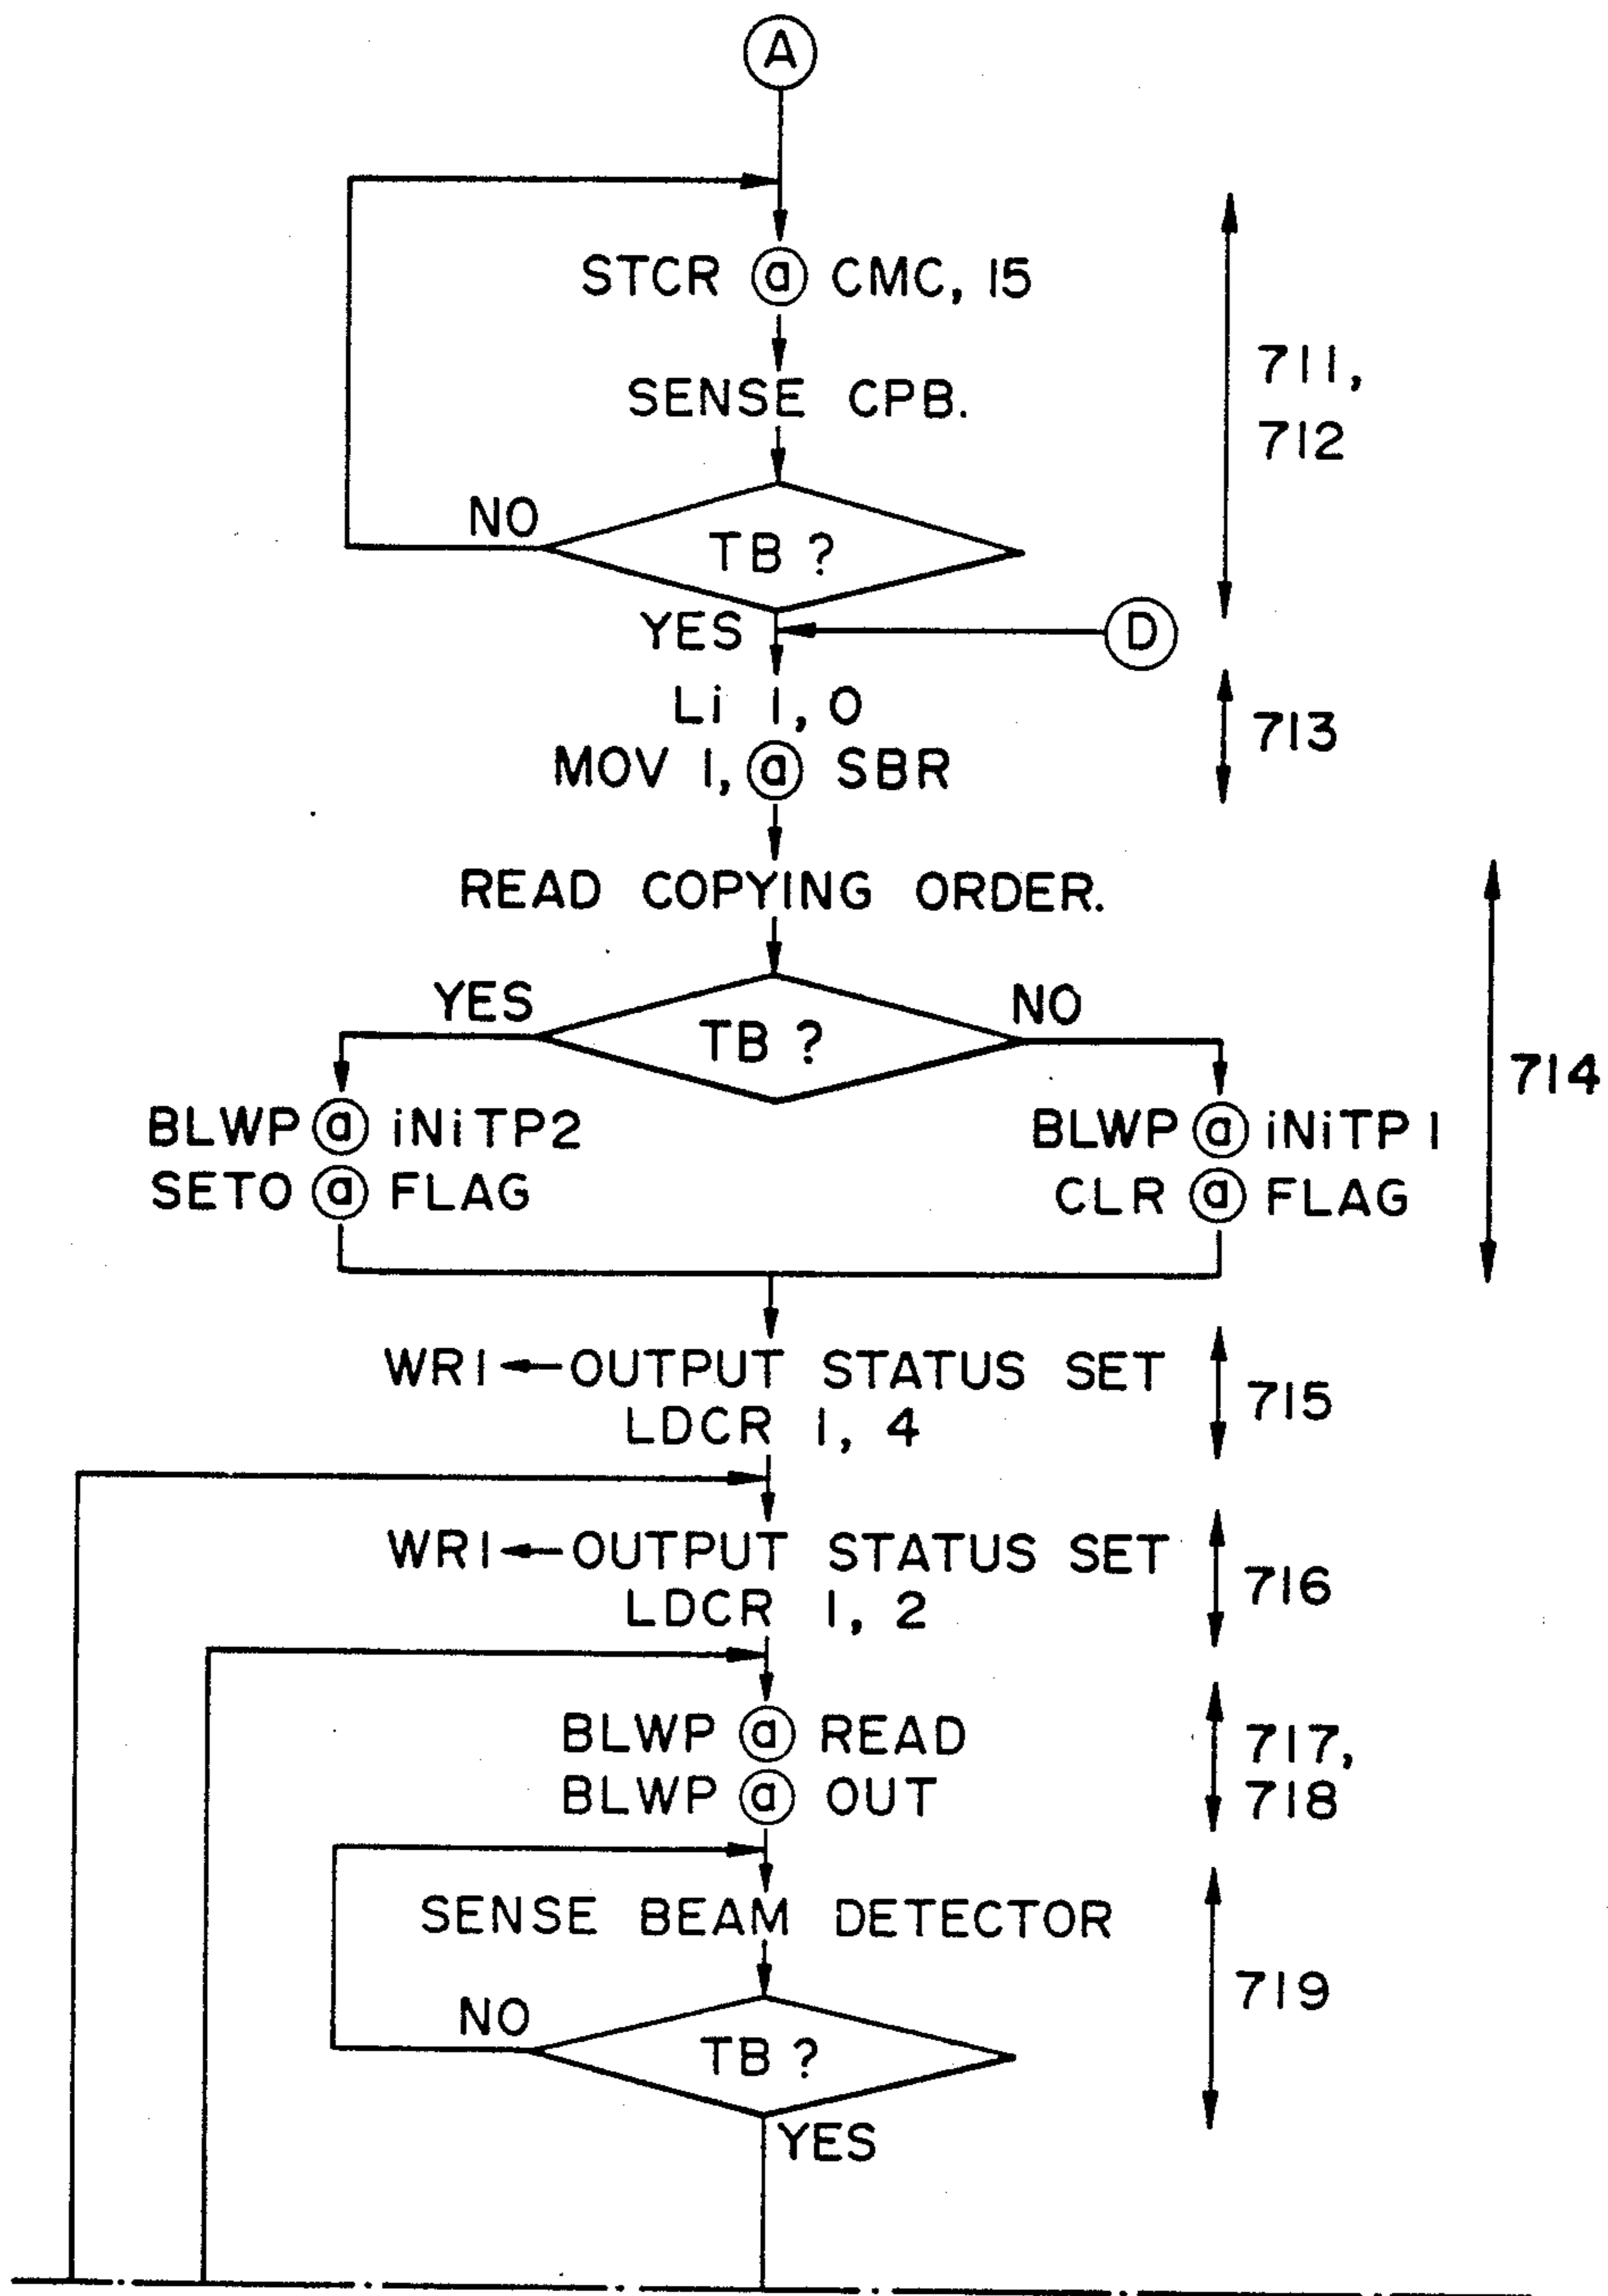 A
STCR @ CMC, 15
SENSE CPB.
711,
712
NO
TB ?
YES
D
Li 1, 0
MOV 1, @ SBR
713
READ COPYING ORDER.
YES
TB ?
NO
714
BLWP @ iNiTP2
SETO @ FLAG
BLWP @ iNiTP1
CLR @ FLAG
WR1←OUTPUT STATUS SET
LDCR 1, 4
715
WR1←OUTPUT STATUS SET
LDCR 1, 2
716
BLWP @ READ
BLWP @ OUT
717,
718
SENSE BEAM DETECTOR
719
NO
TB ?
YES